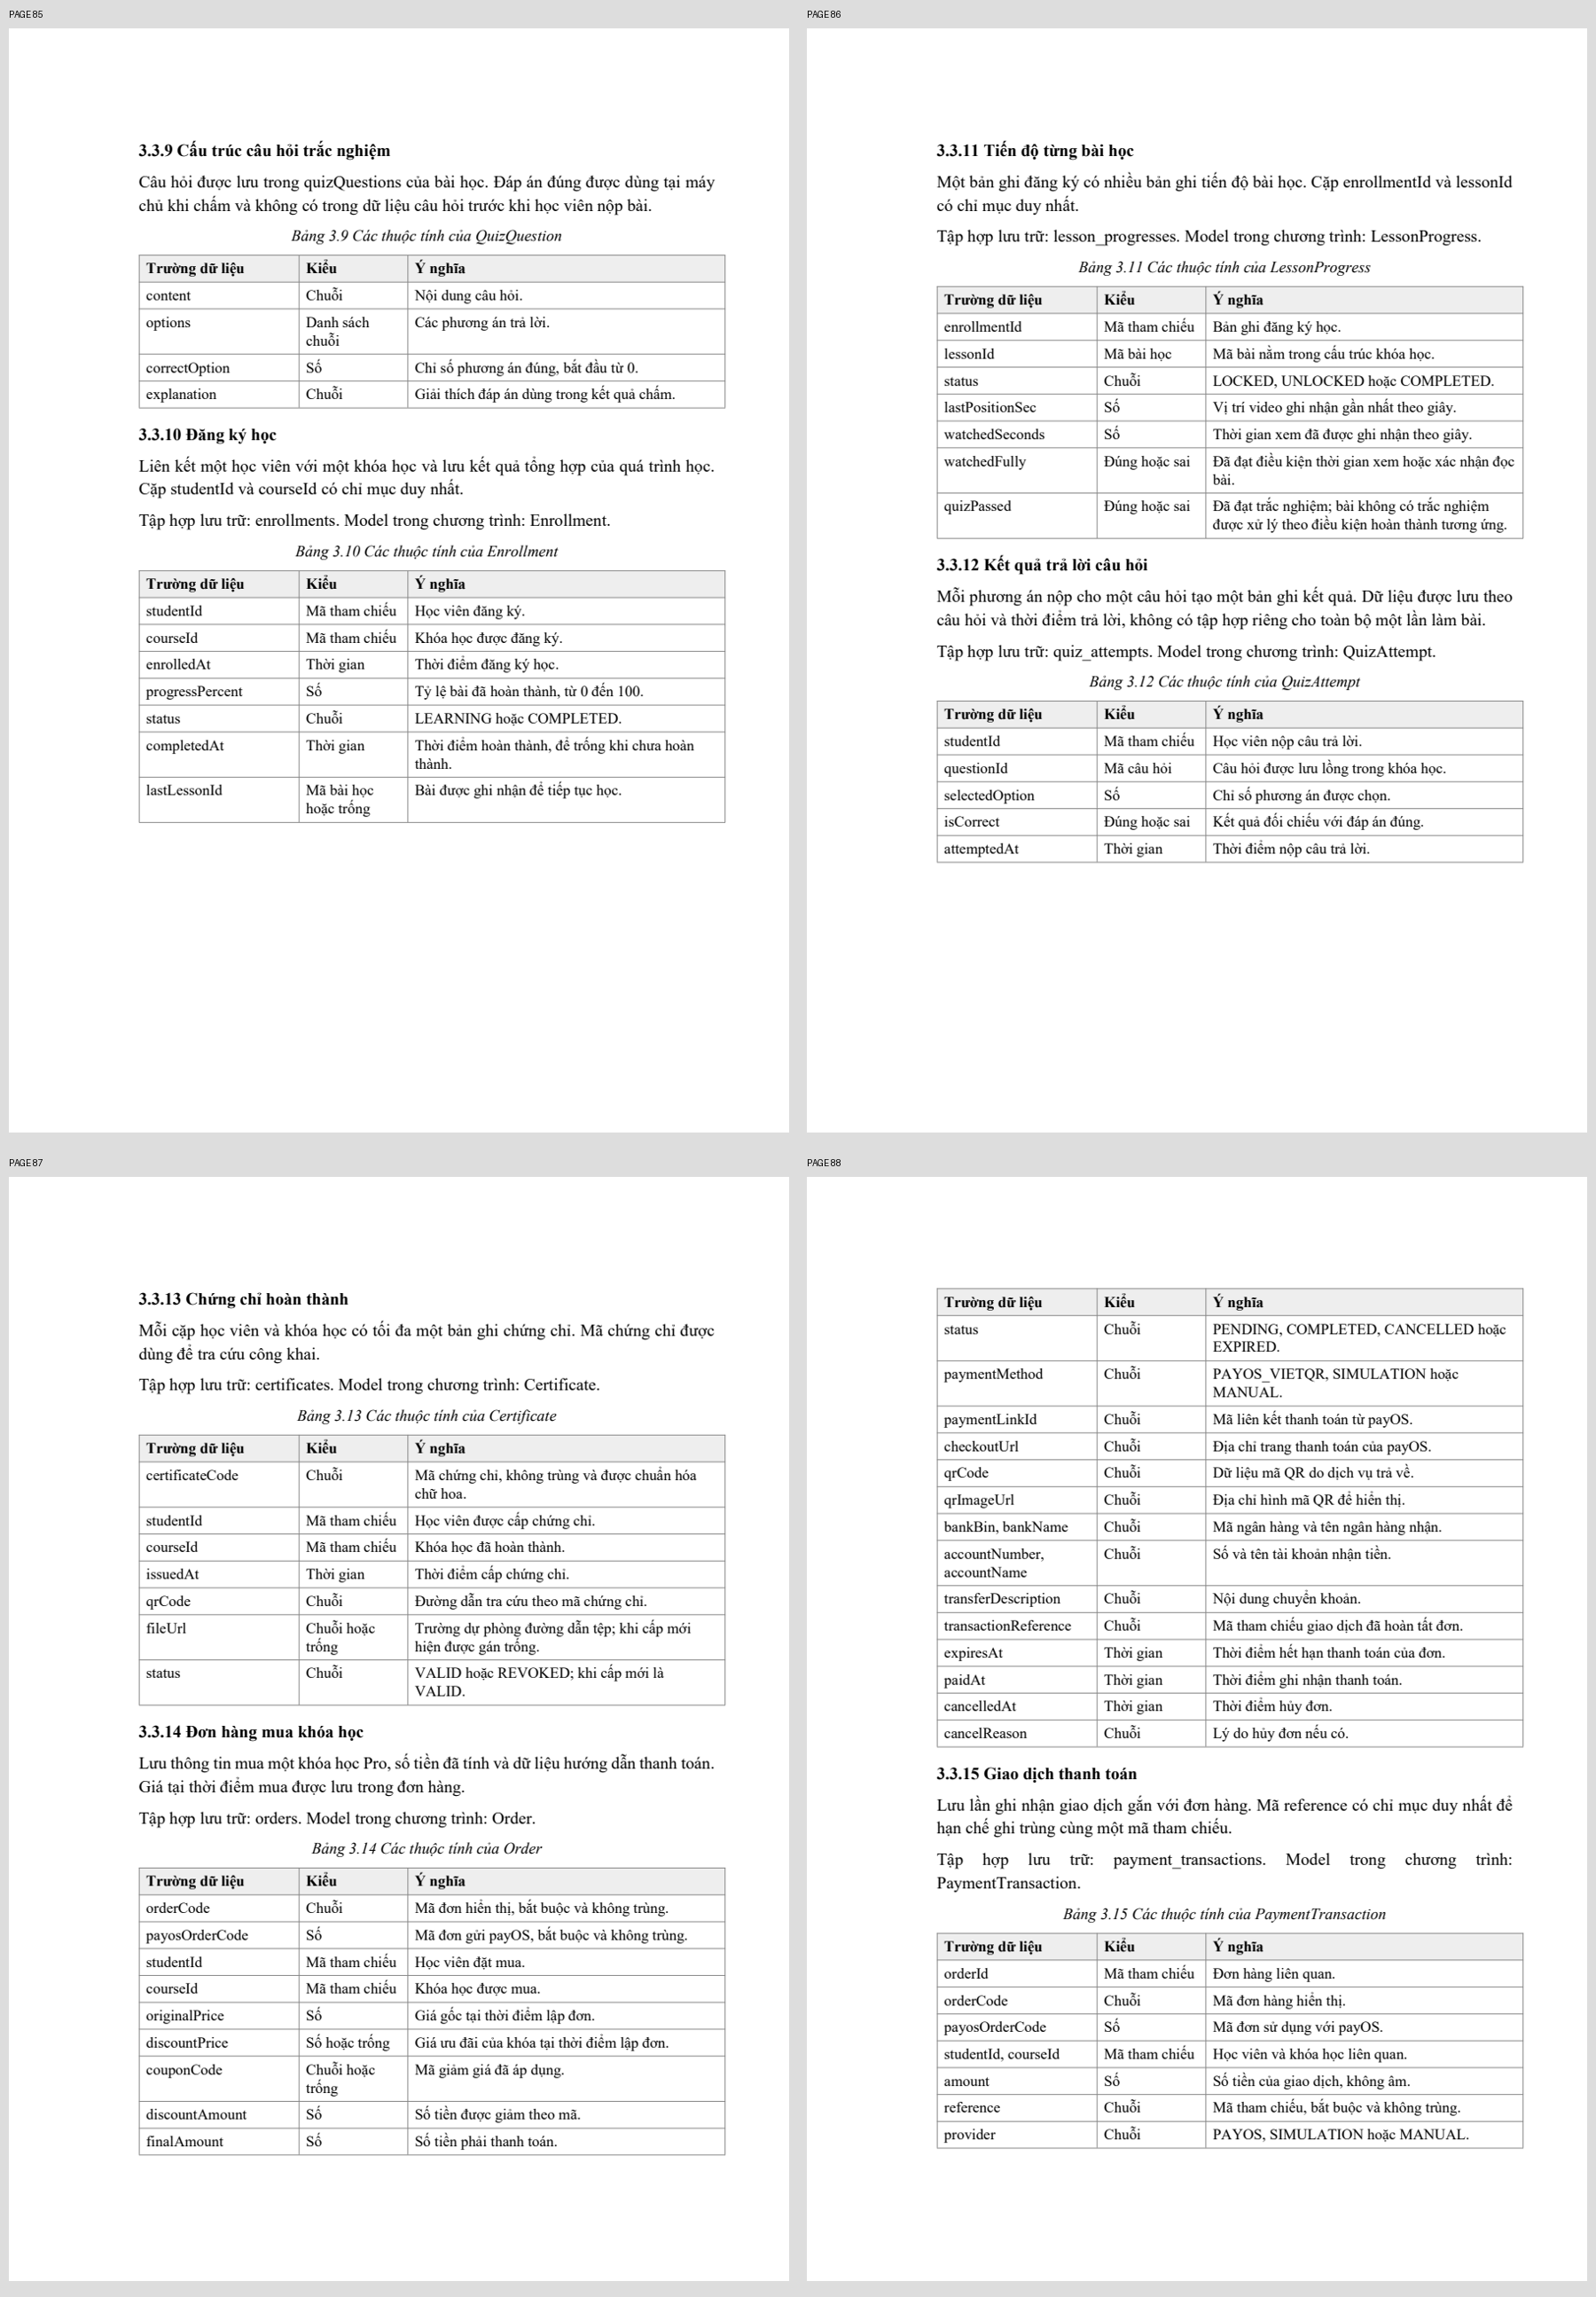 PAGE 85
3.3.9 Cấu trúc câu hỏi trắc nghiệm
Câu hỏi được lưu trong quizQuestions của bài học. Đáp án đúng được dùng tại máy
chủ khi chấm và không có trong dữ liệu câu hỏi trước khi học viên nộp bài.
Bảng 3.9 Các thuộc tính của QuizQuestion
Trường dữ liệu Kiểu Ý nghĩa
content Chuỗi Nội dung câu hỏi.
options Danh sách chuỗi Các phương án trả lời.
correctOption Số Chỉ số phương án đúng, bắt đầu từ 0.
explanation Chuỗi Giải thích đáp án dùng trong kết quả chấm.
3.3.10 Đăng ký học
Liên kết một học viên với một khóa học và lưu kết quả tổng hợp của quá trình học.
Cặp studentId và courseId có chỉ mục duy nhất.
Tập hợp lưu trữ: enrollments. Model trong chương trình: Enrollment.
Bảng 3.10 Các thuộc tính của Enrollment
Trường dữ liệu Kiểu Ý nghĩa
studentId Mã tham chiếu Học viên đăng ký.
courseId Mã tham chiếu Khóa học được đăng ký.
enrolledAt Thời gian Thời điểm đăng ký học.
progressPercent Số Tỷ lệ bài đã hoàn thành, từ 0 đến 100.
status Chuỗi LEARNING hoặc COMPLETED.
completedAt Thời gian Thời điểm hoàn thành, để trống khi chưa hoàn
thành.
lastLessonId Mã bài học hoặc trống Bài được ghi nhận để tiếp tục học.
PAGE 86
3.3.11 Tiến độ từng bài học
Một bản ghi đăng ký có nhiều bản ghi tiến độ bài học. Cặp enrollmentId và lessonId
có chỉ mục duy nhất.
Tập hợp lưu trữ: lesson_progresses. Model trong chương trình: LessonProgress.
Bảng 3.11 Các thuộc tính của LessonProgress
Trường dữ liệu Kiểu Ý nghĩa
enrollmentId Mã tham chiếu Bản ghi đăng ký học.
lessonId Mã bài học Mã bài nằm trong cấu trúc khóa học.
status Chuỗi LOCKED, UNLOCKED hoặc COMPLETED.
lastPositionSec Số Vị trí video ghi nhận gần nhất theo giây.
watchedSeconds Số Thời gian xem đã được ghi nhận theo giây.
watchedFully Đúng hoặc sai Đã đạt điều kiện thời gian xem hoặc xác nhận đọc
bài.
quizPassed Đúng hoặc sai Đã đạt trắc nghiệm; bài không có trắc nghiệm
được xử lý theo điều kiện hoàn thành tương ứng.
3.3.12 Kết quả trả lời câu hỏi
Mỗi phương án nộp cho một câu hỏi tạo một bản ghi kết quả. Dữ liệu được lưu theo
câu hỏi và thời điểm trả lời, không có tập hợp riêng cho toàn bộ một lần làm bài.
Tập hợp lưu trữ: quiz_attempts. Model trong chương trình: QuizAttempt.
Bảng 3.12 Các thuộc tính của QuizAttempt
Trường dữ liệu Kiểu Ý nghĩa
studentId Mã tham chiếu Học viên nộp câu trả lời.
questionId Mã câu hỏi Câu hỏi được lưu lồng trong khóa học.
selectedOption Số Chỉ số phương án được chọn.
isCorrect Đúng hoặc sai Kết quả đối chiếu với đáp án đúng.
attemptedAt Thời gian Thời điểm nộp câu trả lời.
PAGE 87
3.3.13 Chứng chỉ hoàn thành
Mỗi cặp học viên và khóa học có tối đa một bản ghi chứng chỉ. Mã chứng chỉ được
dùng để tra cứu công khai.
Tập hợp lưu trữ: certificates. Model trong chương trình: Certificate.
Bảng 3.13 Các thuộc tính của Certificate
Trường dữ liệu Kiểu Ý nghĩa
certificateCode Chuỗi Mã chứng chỉ, không trùng và được chuẩn hóa
chữ hoa.
studentId Mã tham chiếu Học viên được cấp chứng chỉ.
courseId Mã tham chiếu Khóa học đã hoàn thành.
issuedAt Thời gian Thời điểm cấp chứng chỉ.
qrCode Chuỗi Đường dẫn tra cứu theo mã chứng chỉ.
fileUrl Chuỗi hoặc trống Trường dự phòng đường dẫn tệp; khi cấp mới
hiện được gán trống.
status Chuỗi VALID hoặc REVOKED; khi cấp mới là
VALID.
3.3.14 Đơn hàng mua khóa học
Lưu thông tin mua một khóa học Pro, số tiền đã tính và dữ liệu hướng dẫn thanh toán.
Giá tại thời điểm mua được lưu trong đơn hàng.
Tập hợp lưu trữ: orders. Model trong chương trình: Order.
Bảng 3.14 Các thuộc tính của Order
Trường dữ liệu Kiểu Ý nghĩa
orderCode Chuỗi Mã đơn hiển thị, bắt buộc và không trùng.
payosOrderCode Số Mã đơn gửi payOS, bắt buộc và không trùng.
studentId Mã tham chiếu Học viên đặt mua.
courseId Mã tham chiếu Khóa học được mua.
originalPrice Số Giá gốc tại thời điểm lập đơn.
discountPrice Số hoặc trống Giá ưu đãi của khóa tại thời điểm lập đơn.
couponCode Chuỗi hoặc trống Mã giảm giá đã áp dụng.
discountAmount Số Số tiền được giảm theo mã.
finalAmount Số Số tiền phải thanh toán.
PAGE 88
Trường dữ liệu Kiểu Ý nghĩa
status Chuỗi PENDING, COMPLETED, CANCELLED hoặc
EXPIRED.
paymentMethod Chuỗi PAYOS_VIETQR, SIMULATION hoặc
MANUAL.
paymentLinkId Chuỗi Mã liên kết thanh toán từ payOS.
checkoutUrl Chuỗi Địa chỉ trang thanh toán của payOS.
qrCode Chuỗi Dữ liệu mã QR do dịch vụ trả về.
qrImageUrl Chuỗi Địa chỉ hình mã QR để hiển thị.
bankBin, bankName Chuỗi Mã ngân hàng và tên ngân hàng nhận.
accountNumber, accountName Chuỗi Số và tên tài khoản nhận tiền.
transferDescription Chuỗi Nội dung chuyển khoản.
transactionReference Chuỗi Mã tham chiếu giao dịch đã hoàn tất đơn.
expiresAt Thời gian Thời điểm hết hạn thanh toán của đơn.
paidAt Thời gian Thời điểm ghi nhận thanh toán.
cancelledAt Thời gian Thời điểm hủy đơn.
cancelReason Chuỗi Lý do hủy đơn nếu có.
3.3.15 Giao dịch thanh toán
Lưu lần ghi nhận giao dịch gắn với đơn hàng. Mã reference có chỉ mục duy nhất để
hạn chế ghi trùng cùng một mã tham chiếu.
Tập hợp lưu trữ: payment_transactions. Model trong chương trình:
PaymentTransaction.
Bảng 3.15 Các thuộc tính của PaymentTransaction
Trường dữ liệu Kiểu Ý nghĩa
orderId Mã tham chiếu Đơn hàng liên quan.
orderCode Chuỗi Mã đơn hàng hiển thị.
payosOrderCode Số Mã đơn sử dụng với payOS.
studentId, courseId Mã tham chiếu Học viên và khóa học liên quan.
amount Số Số tiền của giao dịch, không âm.
reference Chuỗi Mã tham chiếu, bắt buộc và không trùng.
provider Chuỗi PAYOS, SIMULATION hoặc MANUAL.